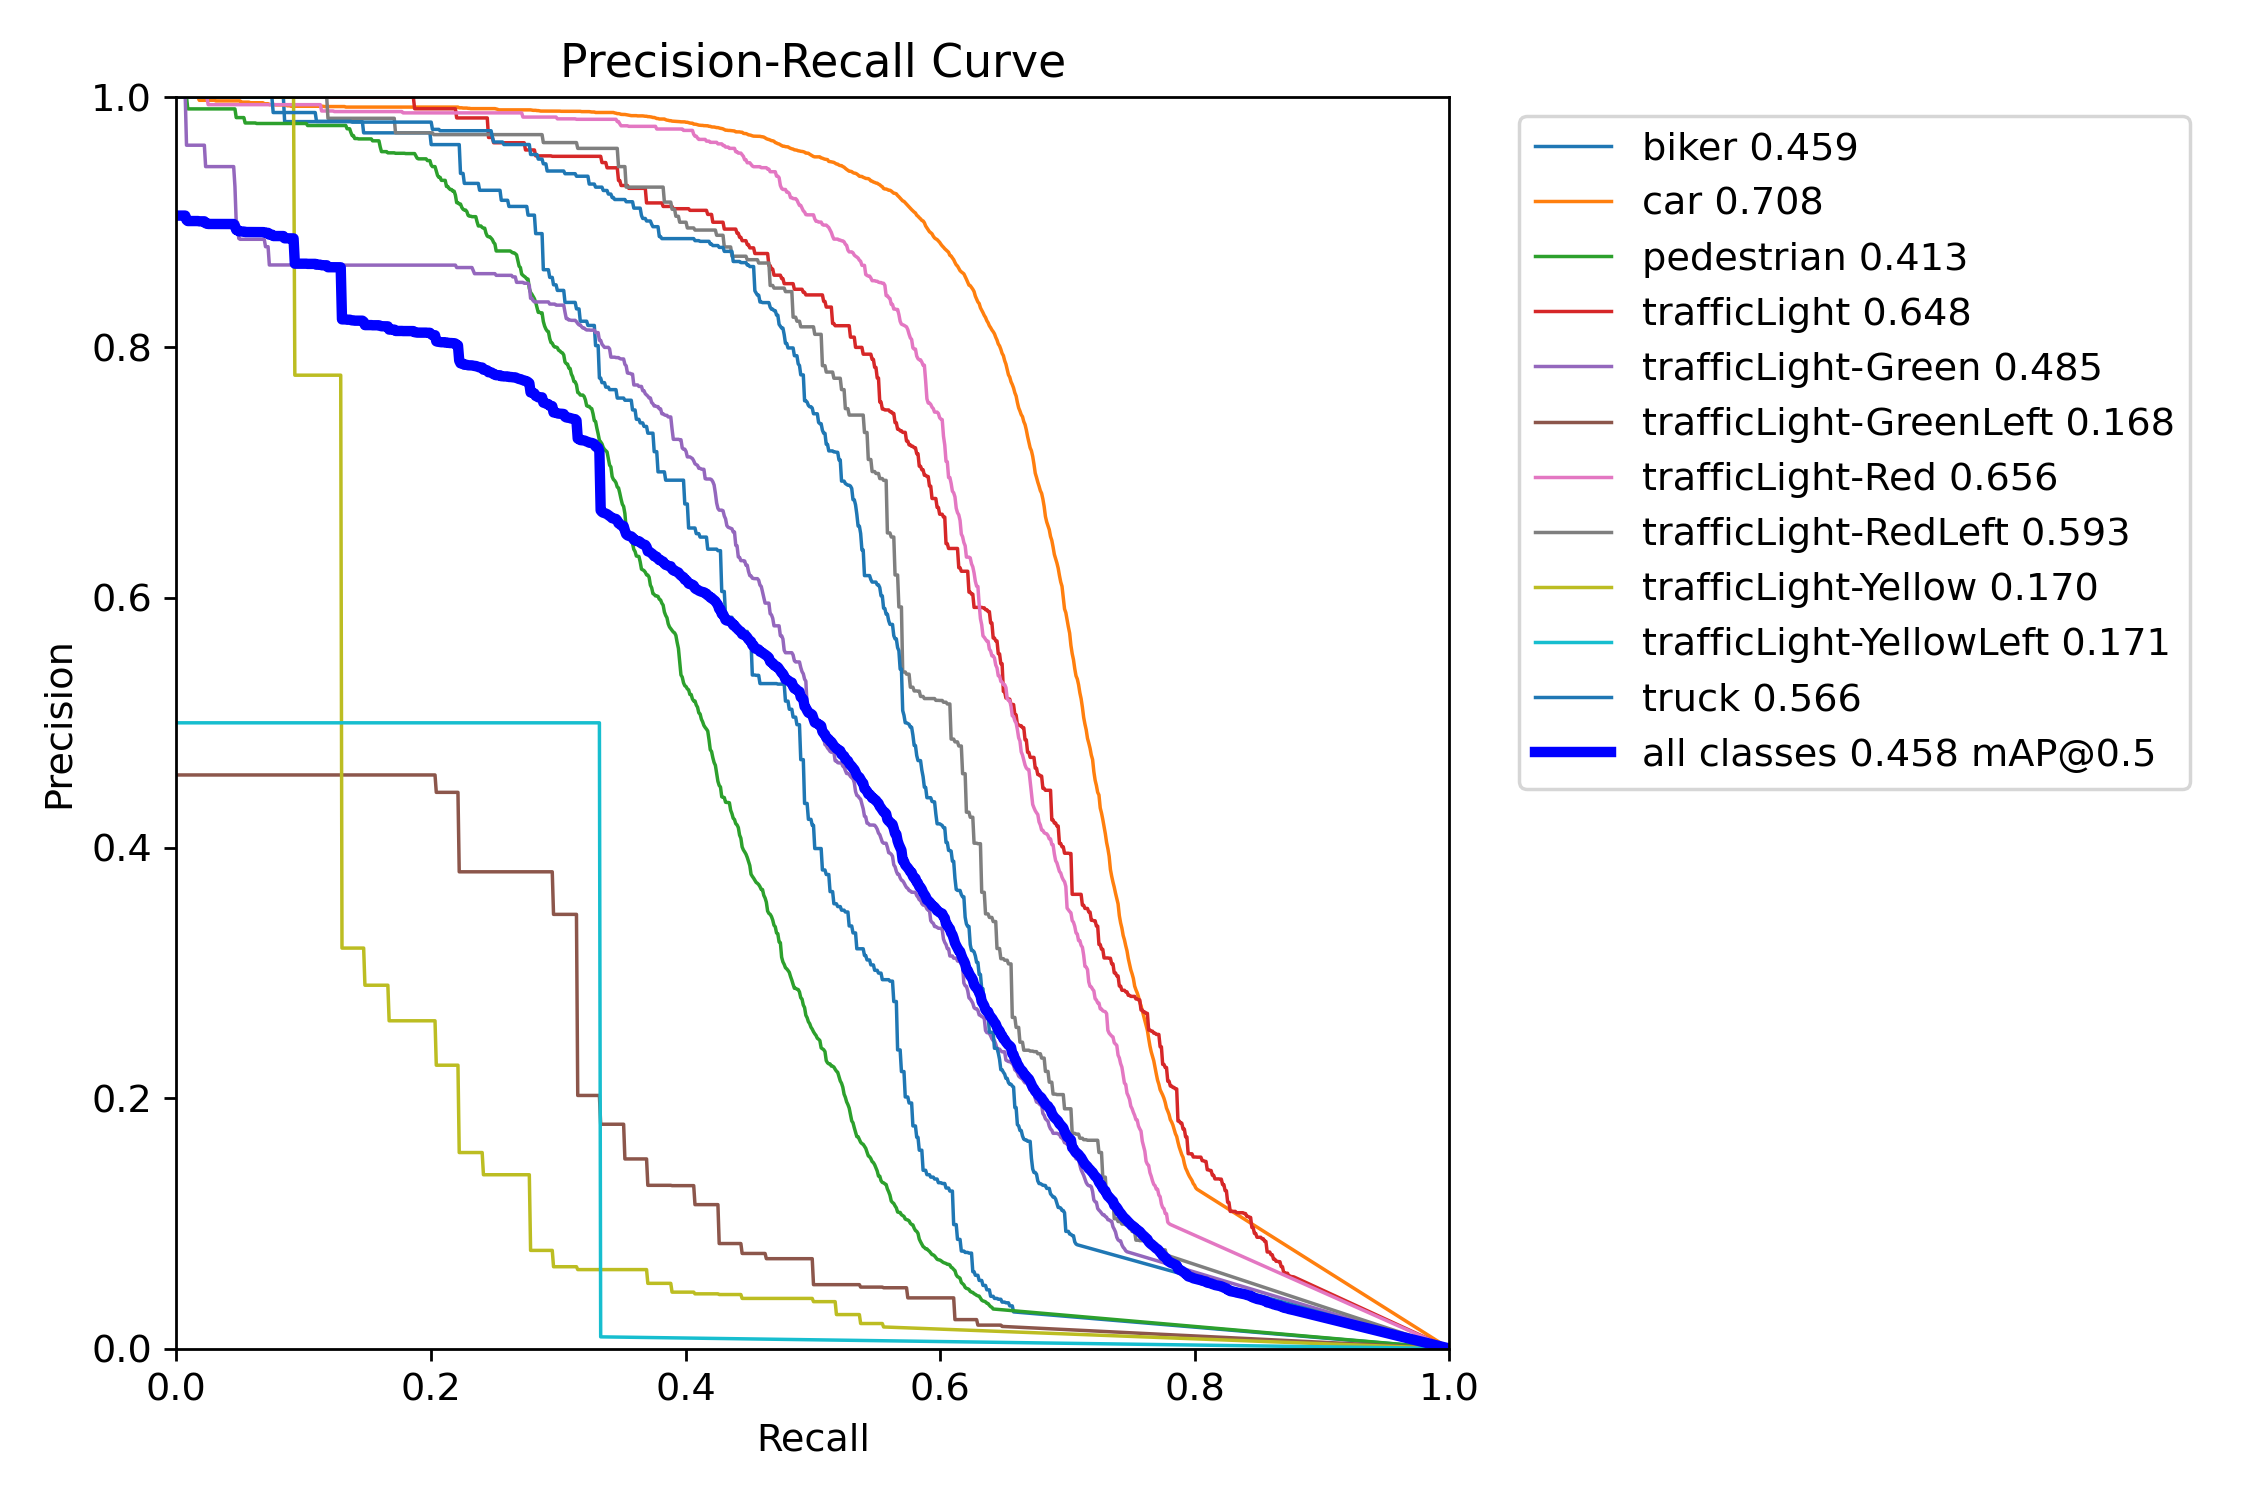 Precision-Recall Curve
1.0
0.8
0.6
0.4
0.2
0.0
Precision
0.0 0.2 0.4 0.6 0.8 1.0
Recall
biker 0.459
car 0.708
pedestrian 0.413
trafficLight 0.648
trafficLight-Green 0.485
trafficLight-GreenLeft 0.168
trafficLight-Red 0.656
trafficLight-RedLeft 0.593
trafficLight-Yellow 0.170
trafficLight-YellowLeft 0.171
truck 0.566
all classes 0.458 mAP@0.5